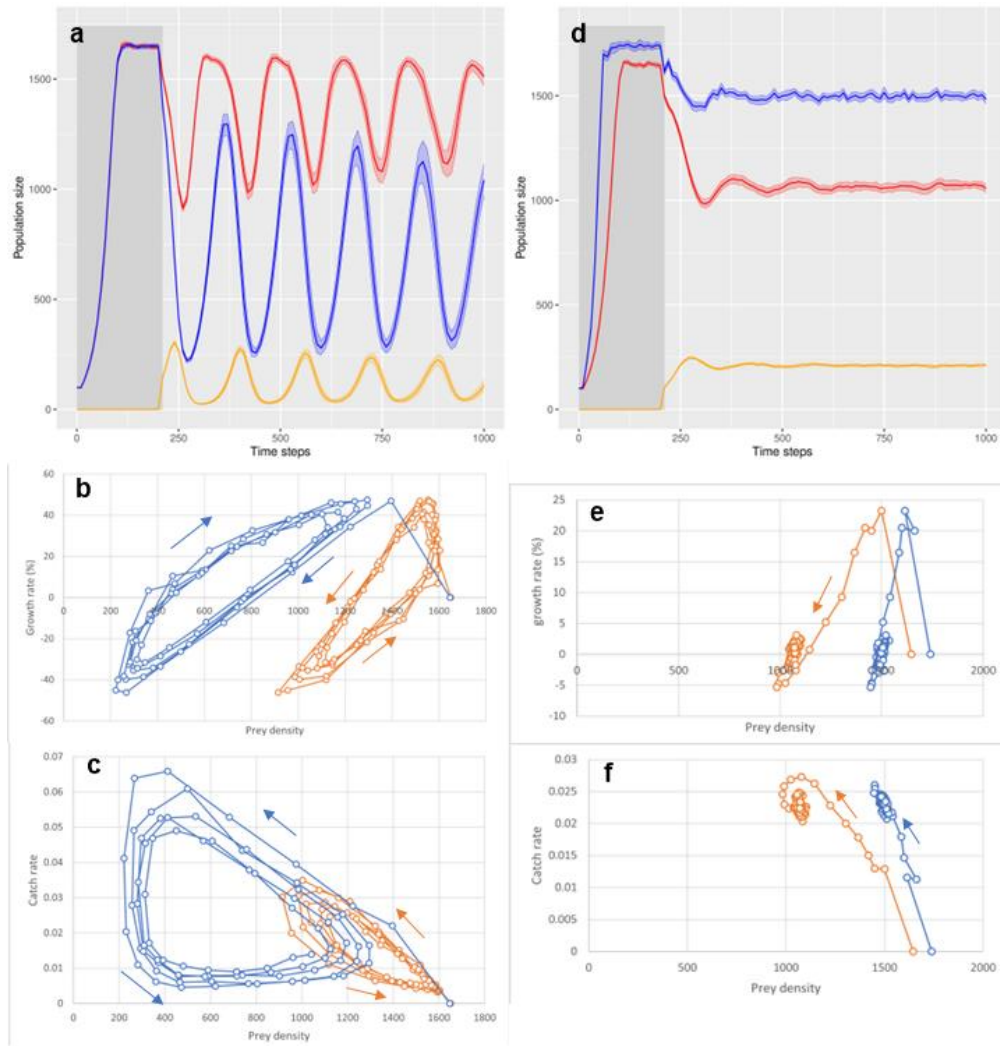 a
Population size
1500
1000
500
0
0
250
500
750
1000
Time steps
d
Population size
1500
1000
500
0
0
250
500
750
1000
Time steps
b
Growth rate (%)
60
40
20
0
-20
-40
-60
0 200 400 600 800 1000 1200 1400 1600 1800
Prey density
e
growth rate (%)
25
20
15
10
5
0
-5
-10
0 500 1000 1500 2000
Prey density
c
Catch rate
0.07
0.06
0.05
0.04
0.03
0.02
0.01
0
0 200 400 600 800 1000 1200 1400 1600 1800
Prey density
f
Catch rate
0.03
0.025
0.02
0.015
0.01
0.005
0
0 500 1000 1500 2000
Prey density